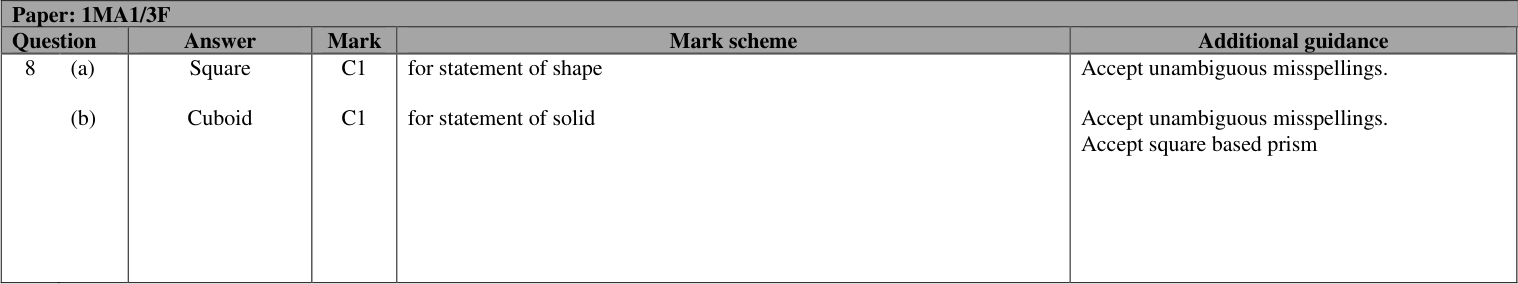 Paper: 1MA1/3F
Question Answer Mark Mark scheme Additional guidance
8 (a) Square C1 for statement of shape Accept unambiguous misspellings.
(b) Cuboid C1 for statement of solid Accept unambiguous misspellings.
Accept square based prism